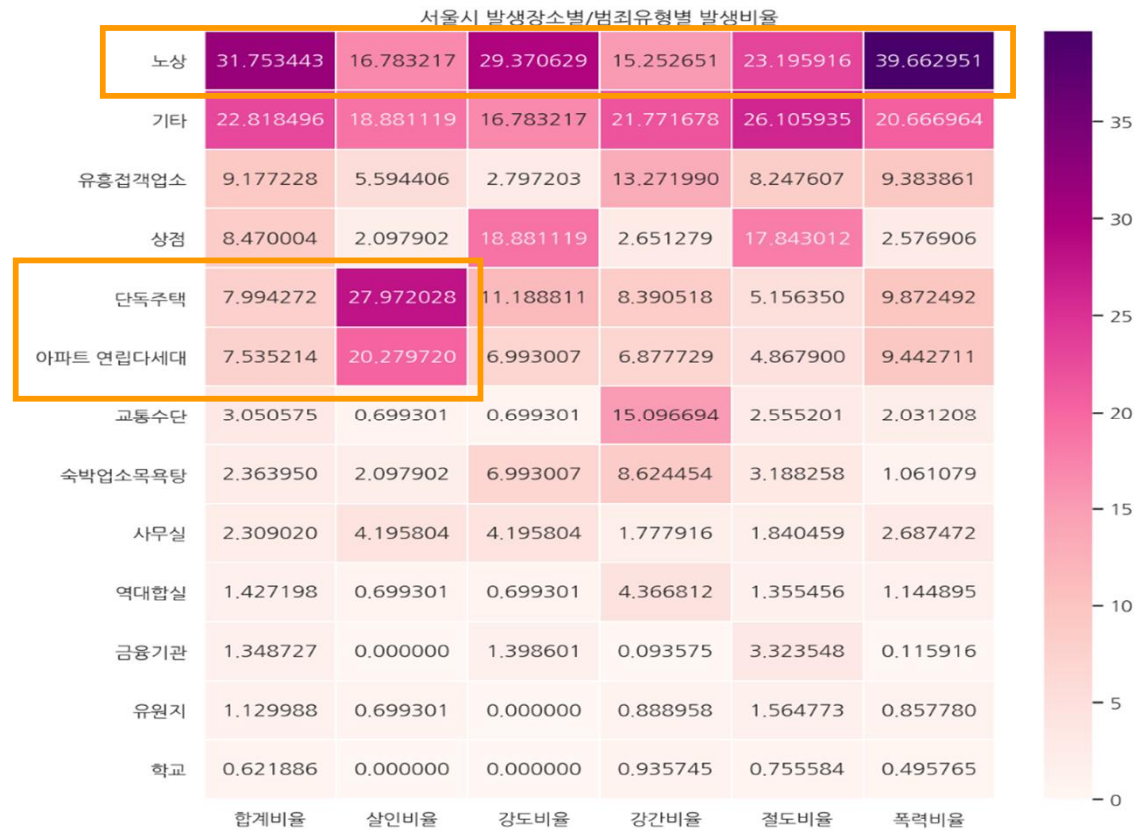 서울시 발생장소별/범죄유형별 발생비율
노상 31.753443 16.783217 29.370629 15.252651 23.195916 39.662951
기타 22.818496 18.881119 16.783217 21.771678 26.105935 20.666964
유흥접객업소 9.177228 5.594406 2.797203 13.271990 8.247607 9.383861
상점 8.470004 2.097902 18.881119 2.651279 17.843012 2.576906
단독주택 7.994272 27.972028 11.188811 8.390518 5.156350 9.872492
아파트 연립다세대 7.535214 20.279720 6.993007 6.877729 4.867900 9.442711
교통수단 3.050575 0.699301 0.699301 15.096694 2.555201 2.031208
숙박업소목욕탕 2.363950 2.097902 6.993007 8.624454 3.188258 1.061079
사무실 2.309020 4.195804 4.195804 1.777916 1.840459 2.687472
역대합실 1.427198 0.699301 0.699301 4.366812 1.355456 1.144895
금융기관 1.348727 0.000000 1.398601 0.093575 3.323548 0.115916
유원지 1.129988 0.699301 0.000000 0.888958 1.564773 0.857780
학교 0.621886 0.000000 0.000000 0.935745 0.755584 0.495765
합계비율 살인비율 강도비율 강간비율 절도비율 폭력비율
35
30
25
20
15
10
5
0